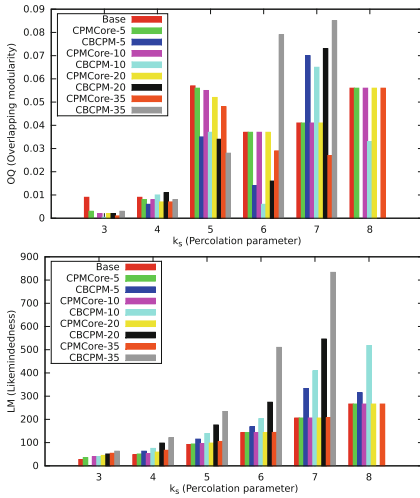 0.09
0.08
0.07
0.06
0.05
0.04
0.03
0.02
0.01
0
OQ (Overlapping modularity)
Base
CPMCore-5
CBCPM-5
CPMCore-10
CBCPM-10
CPMCore-20
CBCPM-20
CPMCore-35
CBCPM-35
3 4 5 6 7 8
ks (Percolation parameter)
900
800
700
600
500
400
300
200
100
0
LM (Likemindedness)
Base
CPMCore-5
CBCPM-5
CPMCore-10
CBCPM-10
CPMCore-20
CBCPM-20
CPMCore-35
CBCPM-35
3 4 5 6 7 8
ks (Percolation parameter)